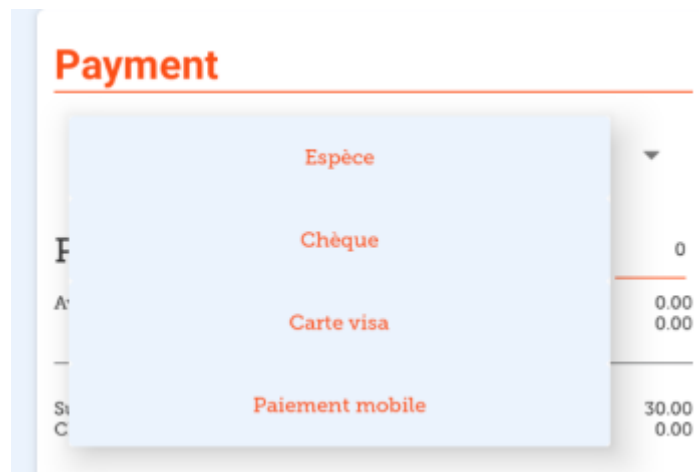 Payment
Espèce
Chèque
0
Carte visa
0.00
0.00
Paiement mobile
30.00
0.00